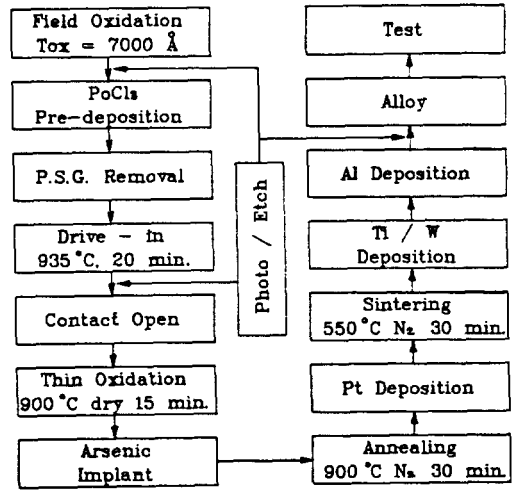 Field Oxidation
Tox = 7000 Å
PoCl₃
Pre-deposition
P.S.G. Removal
Drive - in
935°C, 20 min.
Contact Open
Thin Oxidation
900°C dry 15 min.
Arsenic
Implant
Photo / Etch
Test
Alloy
Al Deposition
Ti / W
Deposition
Sintering
550°C N₂ 30 min.
Pt Deposition
Annealing
900°C N₂ 30 min.